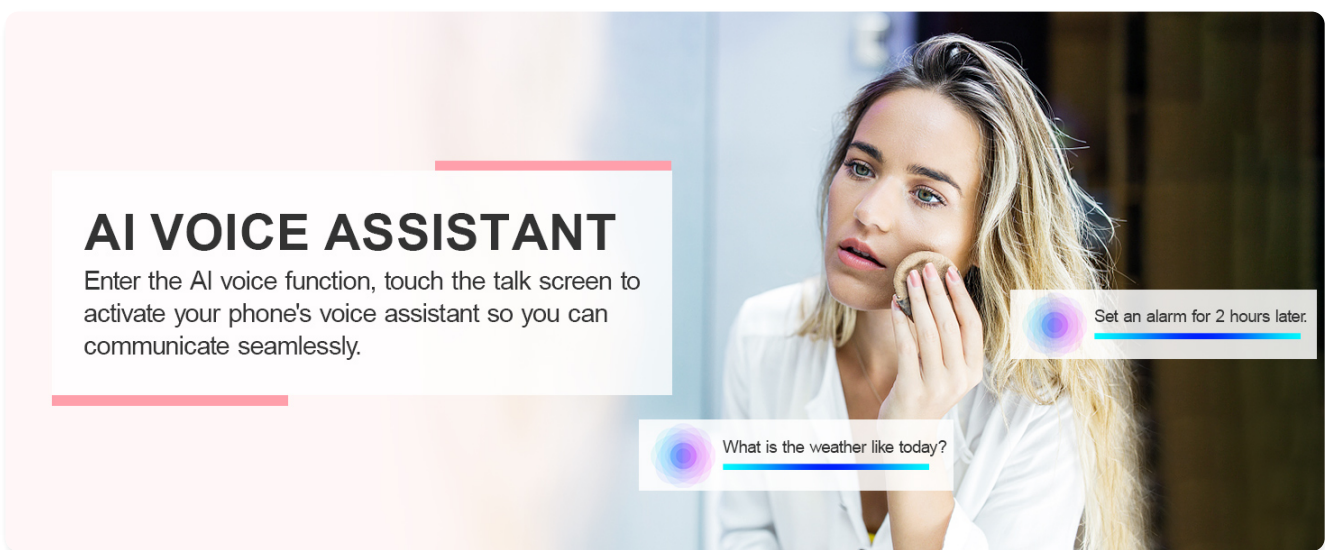 AI VOICE ASSISTANT
Enter the AI voice function, touch the talk screen to
activate your phone's voice assistant so you can
communicate seamlessly.
Set an alarm for 2 hours later.
What is the weather like today?